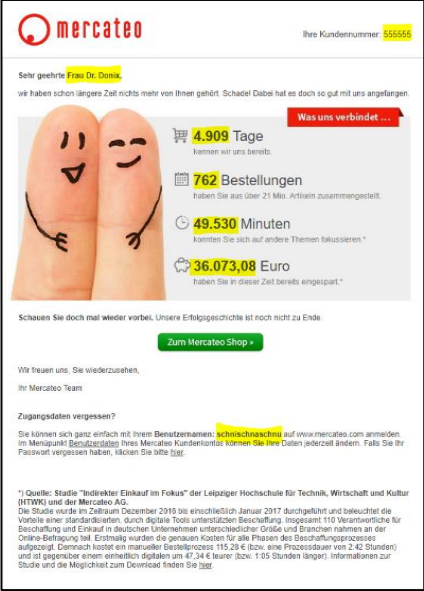 mercateo
Ihre Kundennummer: 555555
Sehr geehrte Frau Dr. Donix,
wir haben schon längere Zeit nichts mehr von Ihnen gehört. Schade! Dabei hat es doch so gut mit uns angefangen.
Was uns verbindet ...
4.909 Tage
kennen wir uns bereits.
762 Bestellungen
haben Sie aus über 21 Mio. Artikeln zusammengestellt.
49.530 Minuten
konnten Sie sich auf andere Themen fokussieren.*
36.073,08 Euro
haben Sie in dieser Zeit bereits eingespart.*
Schauen Sie doch mal wieder vorbei. Unsere Erfolgsgeschichte ist noch nicht zu Ende.
Zum Mercateo Shop »
Wir freuen uns, Sie wiederzusehen,
Ihr Mercateo Team
Zugangsdaten vergessen?
Sie können sich ganz einfach mit Ihrem Benutzernamen: schnischnaschnu auf www.mercateo.com anmelden.
Im Menüpunkt Benutzerdaten Ihres Mercateo Kundenkontos können Sie Ihre Daten jederzeit ändern. Falls Sie Ihr
Passwort vergessen haben, klicken Sie bitte hier.
*) Quelle: Studie "Indirekter Einkauf im Fokus" der Leipziger Hochschule für Technik, Wirtschaft und Kultur
(HTWK) und der Mercateo AG.
Die Studie wurde im Zeitraum Dezember 2016 bis einschließlich Januar 2017 durchgeführt und beleuchtet die
Vorteile einer standardisierten, durch digitale Tools unterstützten Beschaffung. Insgesamt 110 Verantwortliche für
Beschaffung und Einkauf in deutschen Unternehmen unterschiedlicher Größe und Branchen nahmen an der
Online-Befragung teil. Erstmalig wurden die genauen Kosten für alle Phasen des Beschaffungsprozesses
aufgezeigt. Demnach kostet ein manueller Bestellprozess 115,28 € (bzw. eine Prozessdauer von 2:42 Stunden)
und ist gegenüber einem einheitlich digitalen um 47,34 € teurer (bzw. 1:05 Stunden länger). Informationen zur
Studie und die Möglichkeit zum Download finden Sie hier.